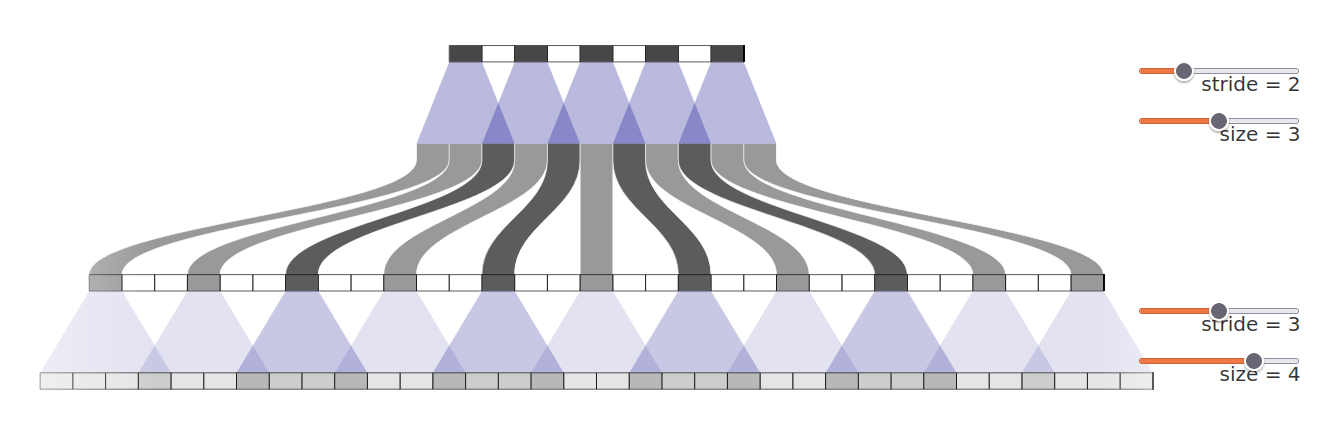 stride = 2
size = 3
stride = 3
size = 4